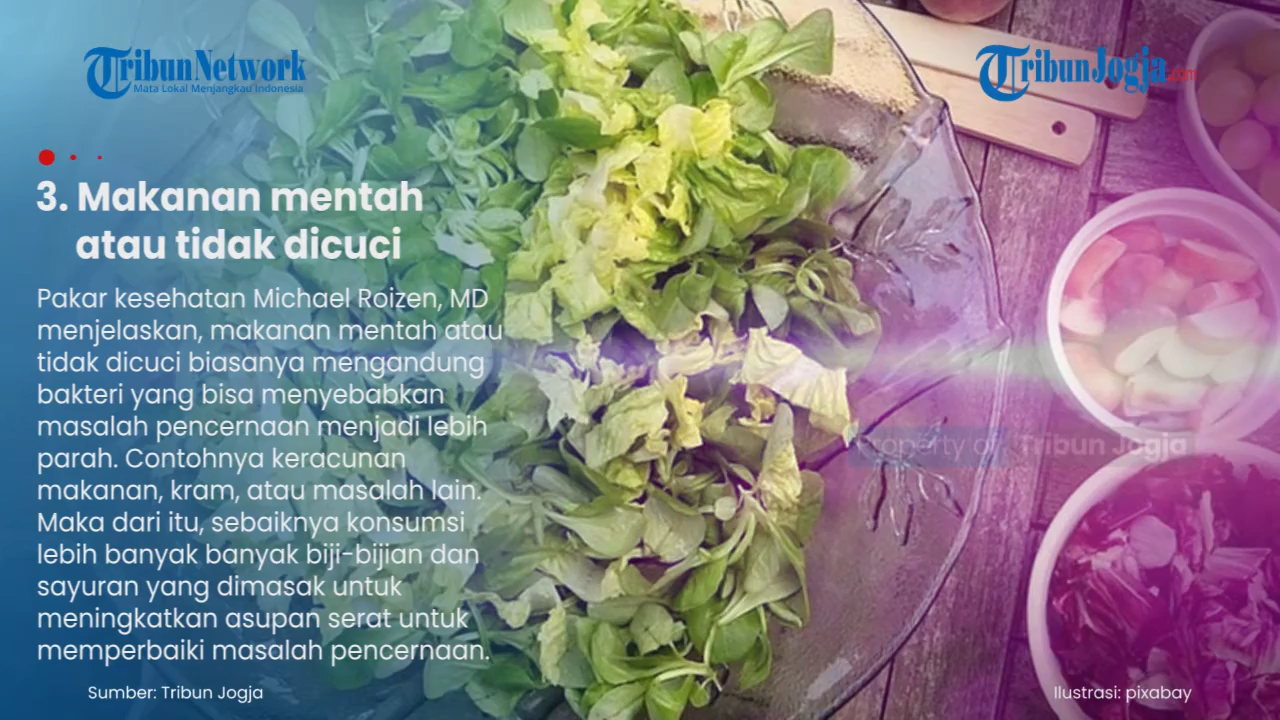 TribunNetwork
Mata Lokal Menjangkau Indonesia
TribunJogja.com
3. Makanan mentah
atau tidak dicuci
Pakar kesehatan Michael Roizen, MD
menjelaskan, makanan mentah atau
tidak dicuci biasanya mengandung
bakteri yang bisa menyebabkan
masalah pencernaan menjadi lebih
parah. Contohnya keracunan
makanan, kram, atau masalah lain.
Maka dari itu, sebaiknya konsumsi
lebih banyak banyak biji-bijian dan
sayuran yang dimasak untuk
meningkatkan asupan serat untuk
memperbaiki masalah pencernaan.
Property of Tribun Jogja
Sumber: Tribun Jogja
Ilustrasi: pixabay